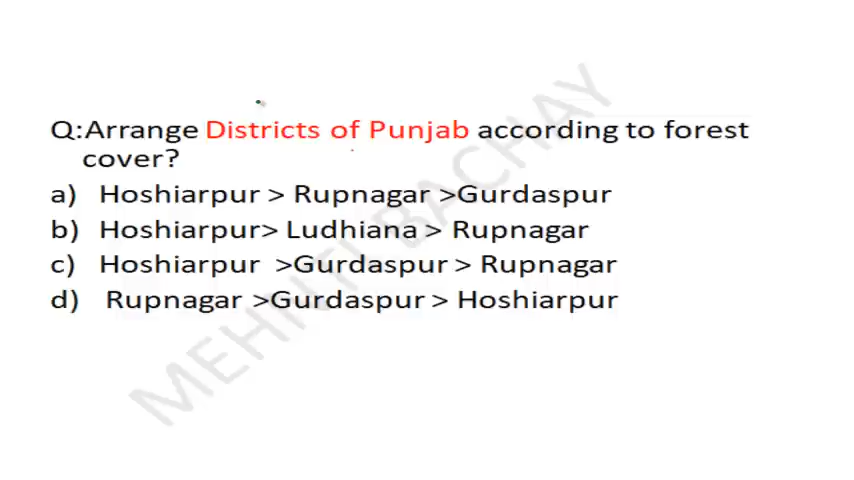 Q:Arrange Districts of Punjab according to forest
cover?
a) Hoshiarpur > Rupnagar >Gurdaspur
b) Hoshiarpur> Ludhiana > Rupnagar
c) Hoshiarpur >Gurdaspur > Rupnagar
d) Rupnagar >Gurdaspur > Hoshiarpur
MEHNTI BACHAY